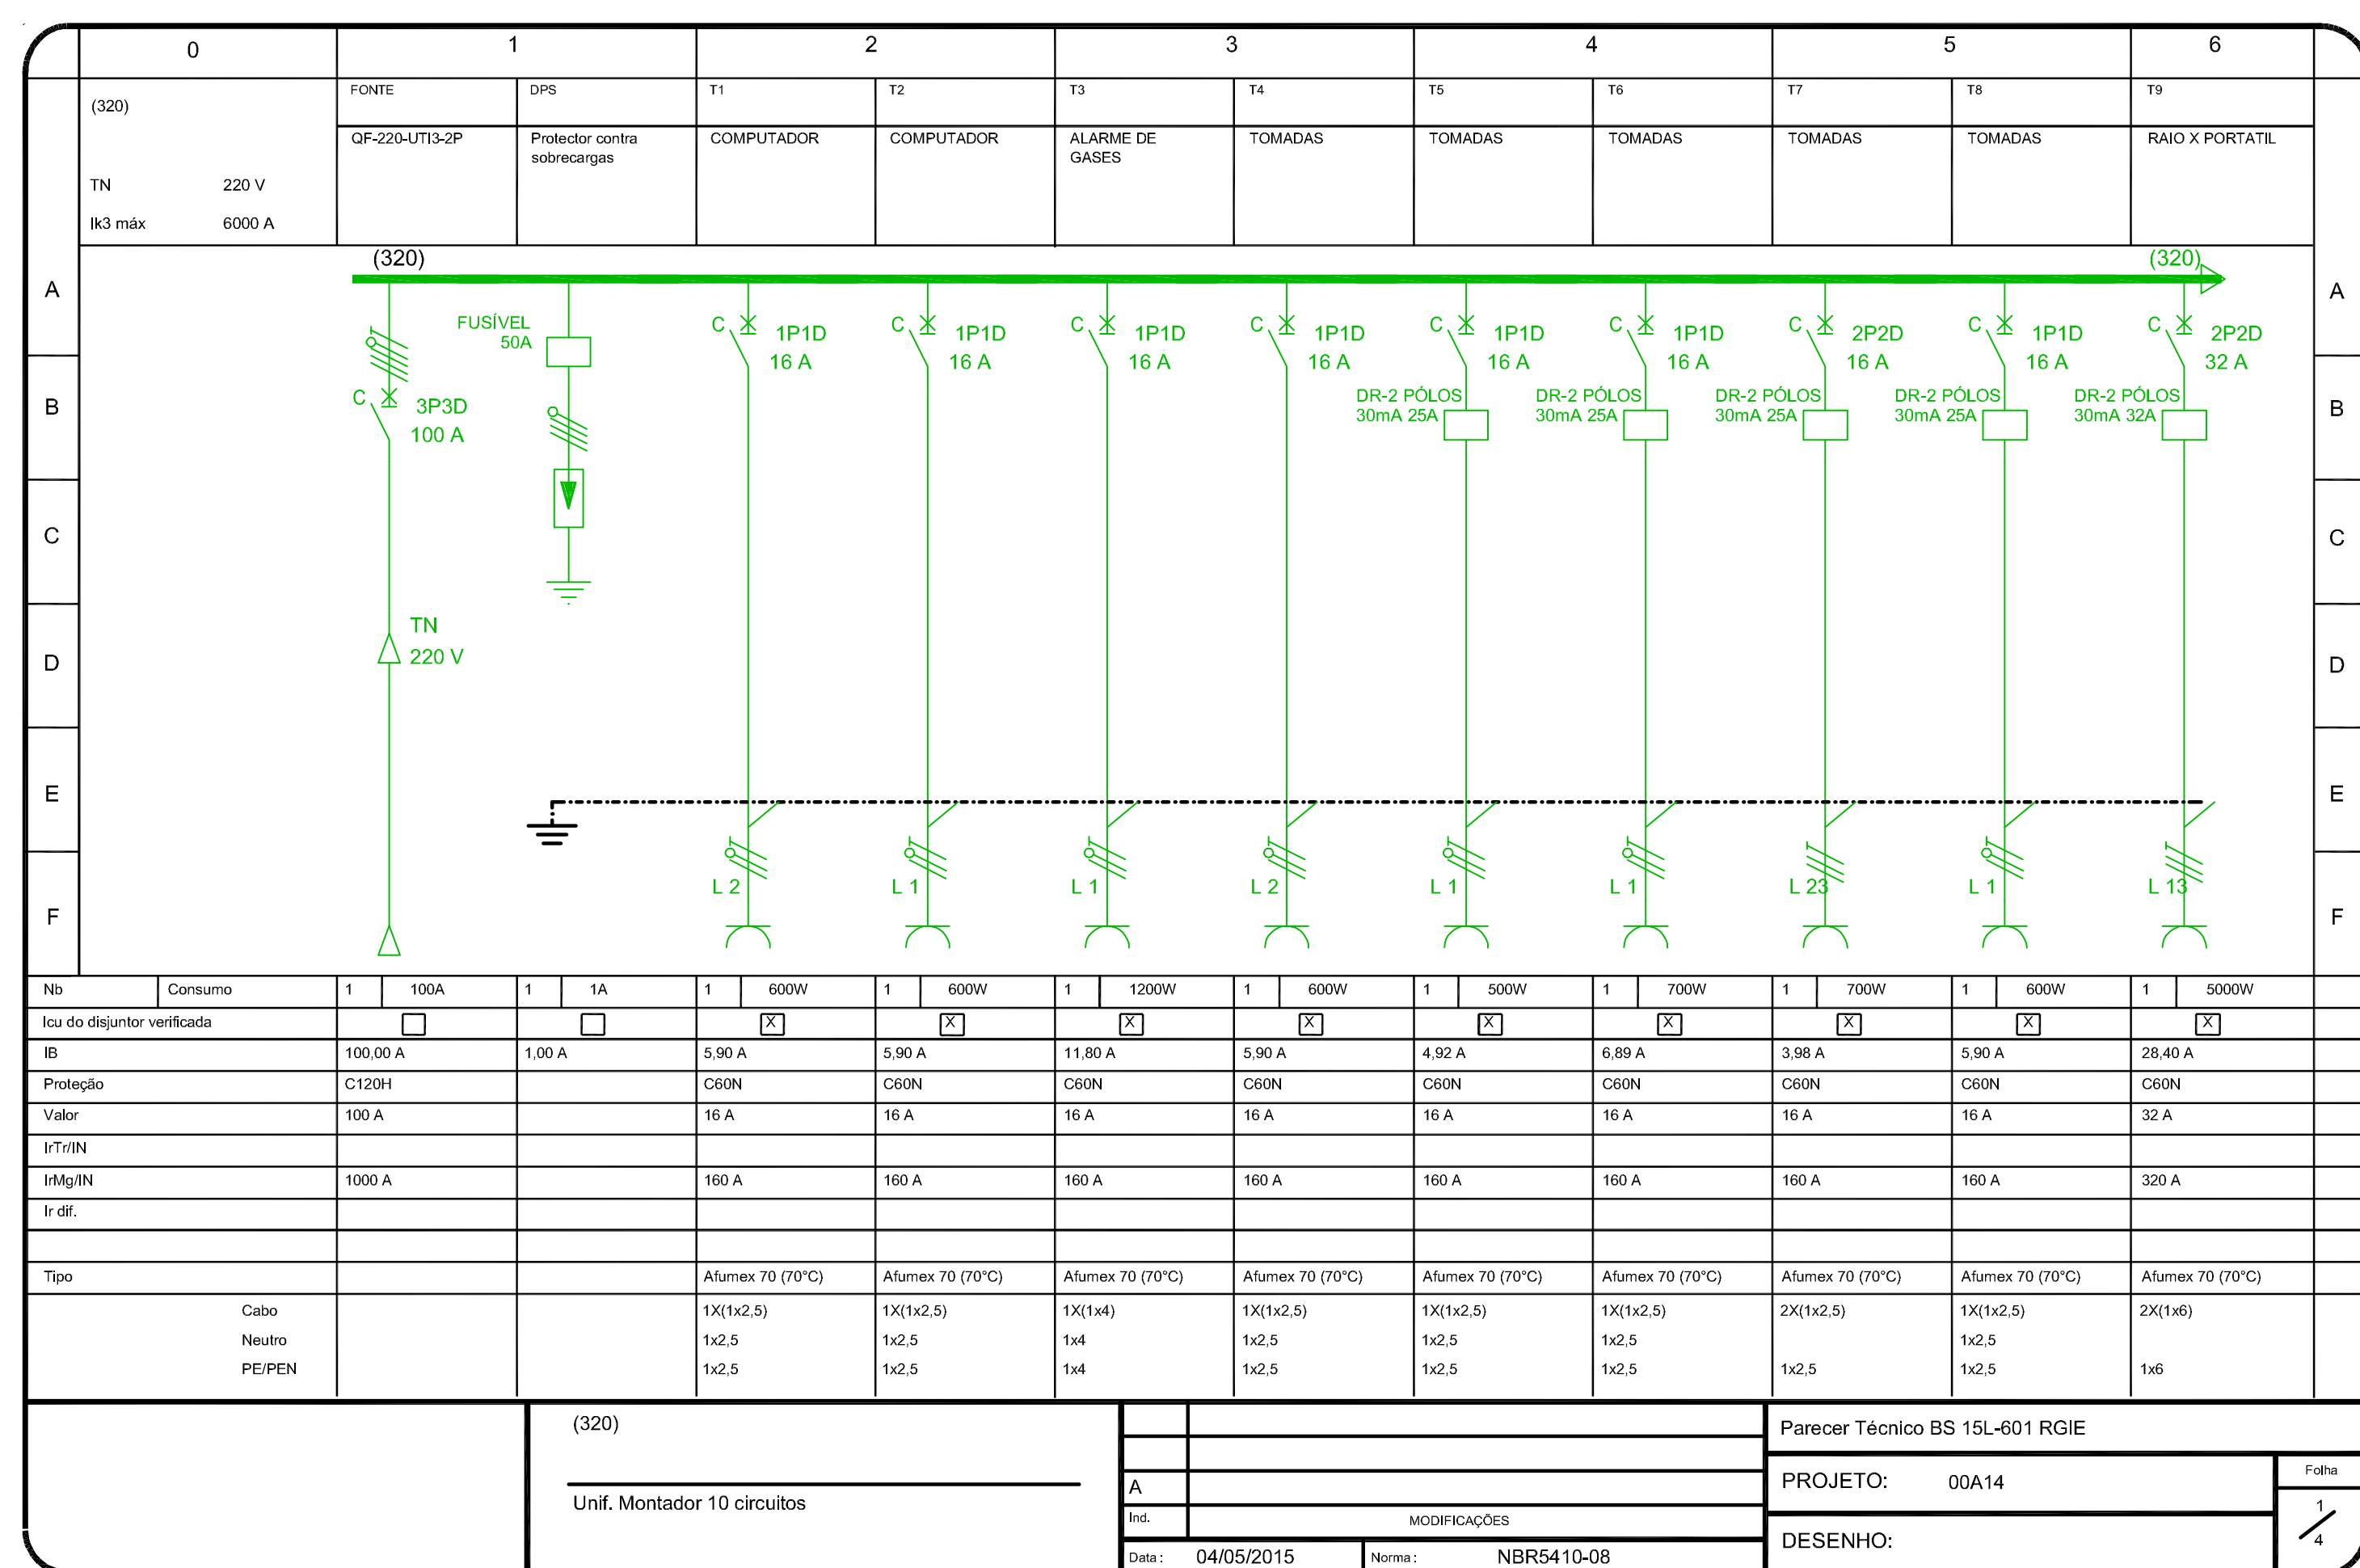 0 1 2 3 4 5 6
(320)
TN 220 V
Ik3 máx 6000 A
FONTE DPS T1 T2 T3 T4 T5 T6 T7 T8 T9
QF-220-UTI3-2P Protector contra COMPUTADOR COMPUTADOR ALARME DE TOMADAS TOMADAS TOMADAS TOMADAS TOMADAS RAIO X PORTATIL
sobrecargas GASES
(320) (320)
A A
FUSÍVEL
50A
C 1P1D C 1P1D C 1P1D C 1P1D C 1P1D C 1P1D C 2P2D C 1P1D C 2P2D
16 A 16 A 16 A 16 A 16 A 16 A 16 A 16 A 32 A
B B
C 3P3D
100 A
DR-2 PÓLOS DR-2 PÓLOS DR-2 PÓLOS DR-2 PÓLOS DR-2 PÓLOS
30mA 25A 30mA 25A 30mA 25A 30mA 25A 30mA 32A
C C
TN
220 V
D D
E E
L 2 L 1 L 1 L 2 L 1 L 1 L 23 L 1 L 13
F F
Nb Consumo 1 100A 1 1A 1 600W 1 600W 1 1200W 1 600W 1 500W 1 700W 1 700W 1 600W 1 5000W
Icu do disjuntor verificada X X X X X X X X X
IB 100,00 A 1,00 A 5,90 A 5,90 A 11,80 A 5,90 A 4,92 A 6,89 A 3,98 A 5,90 A 28,40 A
Proteção C120H C60N C60N C60N C60N C60N C60N C60N C60N C60N
Valor 100 A 16 A 16 A 16 A 16 A 16 A 16 A 16 A 16 A 32 A
IrTr/IN
IrMg/IN 1000 A 160 A 160 A 160 A 160 A 160 A 160 A 160 A 160 A 320 A
Ir dif.
Tipo Afumex 70 (70°C) Afumex 70 (70°C) Afumex 70 (70°C) Afumex 70 (70°C) Afumex 70 (70°C) Afumex 70 (70°C) Afumex 70 (70°C) Afumex 70 (70°C) Afumex 70 (70°C)
Cabo 1X(1x2,5) 1X(1x2,5) 1X(1x4) 1X(1x2,5) 1X(1x2,5) 1X(1x2,5) 2X(1x2,5) 1X(1x2,5) 2X(1x6)
Neutro 1x2,5 1x2,5 1x4 1x2,5 1x2,5 1x2,5 1x2,5
PE/PEN 1x2,5 1x2,5 1x4 1x2,5 1x2,5 1x2,5 1x2,5 1x2,5 1x6
(320)
Unif. Montador 10 circuitos
A
Ind. MODIFICAÇÕES
Data: 04/05/2015 Norma: NBR5410-08
Parecer Técnico BS 15L-601 RGIE
PROJETO: 00A14
DESENHO:
Folha
1
4